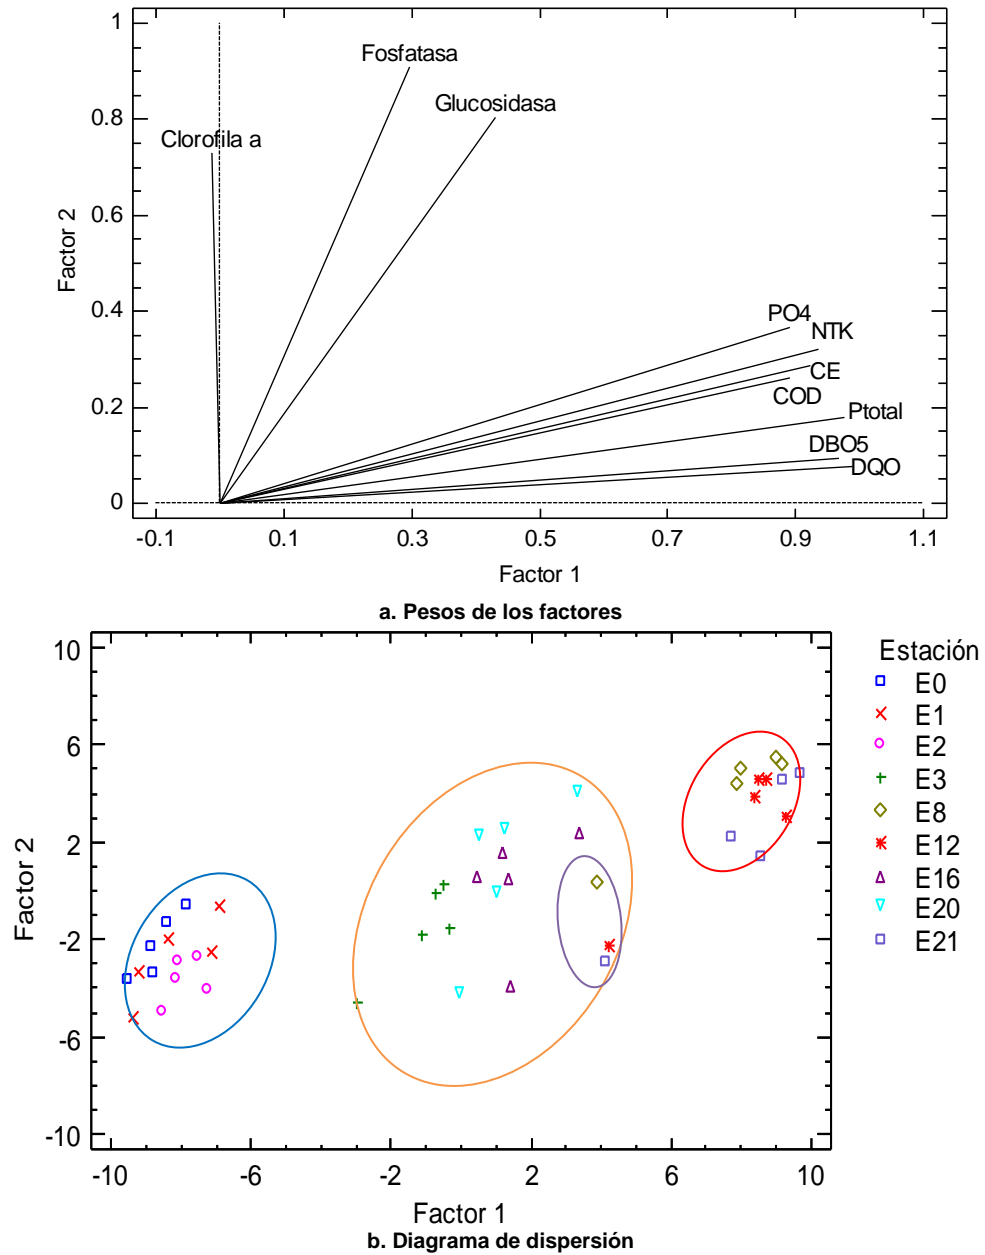 1
0.8
0.6
0.4
0.2
0
Factor 2
Fosfatasa
Glucosidasa
Clorofila a
PO4
NTK
CE
COD
Ptotal
DBO5
DQO
-0.1 0.1 0.3 0.5 0.7 0.9 1.1
Factor 1
a. Pesos de los factores
10
6
2
-2
-6
-10
Factor 2
-10 -6 -2 2 6 10
Factor 1
Estación
E0
E1
E2
E3
E8
E12
E16
E20
E21
b. Diagrama de dispersión